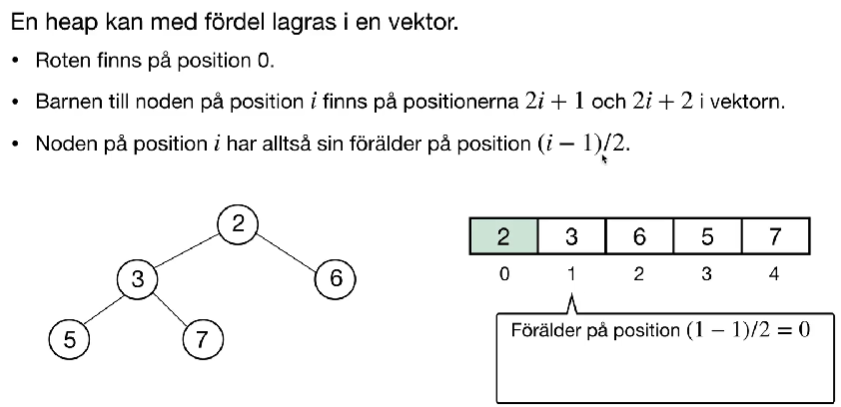 En heap kan med fördel lagras i en vektor.
• Roten finns på position 0.
• Barnen till noden på position i finns på positionerna 2i + 1 och 2i + 2 i vektorn.
• Noden på position i har alltså sin förälder på position (i − 1)/2.
2
3
6
5
7
2 3 6 5 7
0 1 2 3 4
Förälder på position (1 − 1)/2 = 0